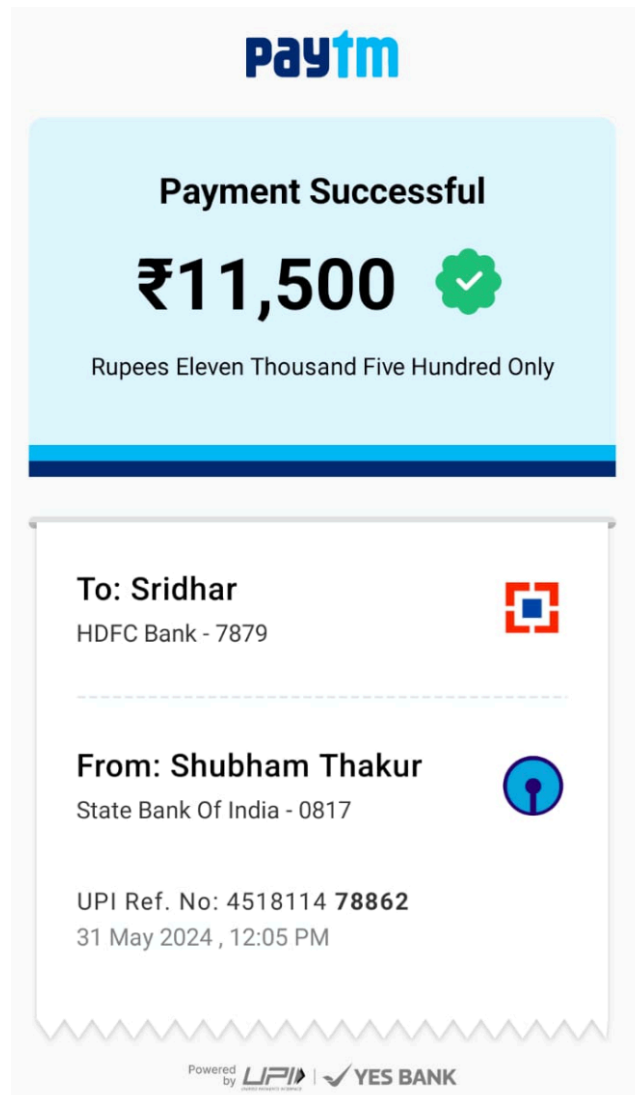 paytm
Payment Successful
₹11,500
Rupees Eleven Thousand Five Hundred Only
To: Sridhar
HDFC Bank - 7879
From: Shubham Thakur
State Bank Of India - 0817
UPI Ref. No: 4518114 78862
31 May 2024 , 12:05 PM
Powered by UPI | YES BANK